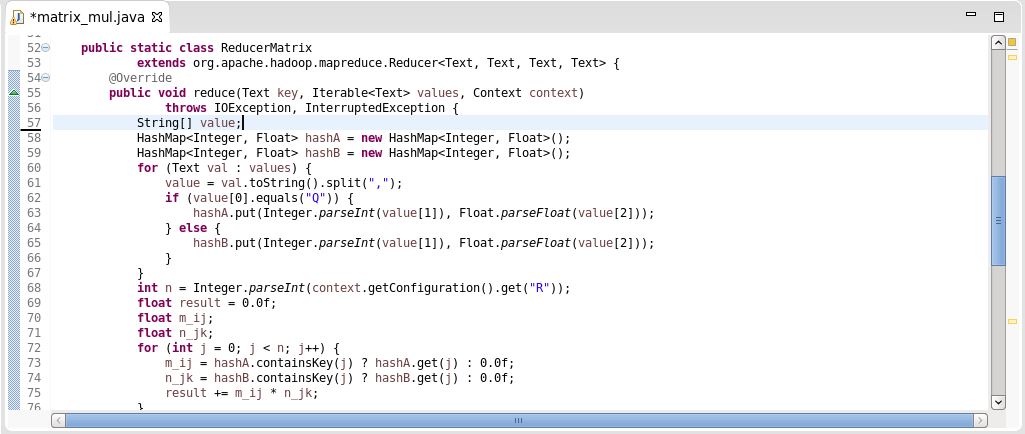 *matrix_mul.java
51
52 public static class ReducerMatrix
53 extends org.apache.hadoop.mapreduce.Reducer<Text, Text, Text, Text> {
54 @Override
55 public void reduce(Text key, Iterable<Text> values, Context context)
56 throws IOException, InterruptedException {
57 String[] value;
58 HashMap<Integer, Float> hashA = new HashMap<Integer, Float>();
59 HashMap<Integer, Float> hashB = new HashMap<Integer, Float>();
60 for (Text val : values) {
61 value = val.toString().split(",");
62 if (value[0].equals("Q")) {
63 hashA.put(Integer.parseInt(value[1]), Float.parseFloat(value[2]));
64 } else {
65 hashB.put(Integer.parseInt(value[1]), Float.parseFloat(value[2]));
66 }
67 }
68 int n = Integer.parseInt(context.getConfiguration().get("R"));
69 float result = 0.0f;
70 float m_ij;
71 float n_jk;
72 for (int j = 0; j < n; j++) {
73 m_ij = hashA.containsKey(j) ? hashA.get(j) : 0.0f;
74 n_jk = hashB.containsKey(j) ? hashB.get(j) : 0.0f;
75 result += m_ij * n_jk;
76 }